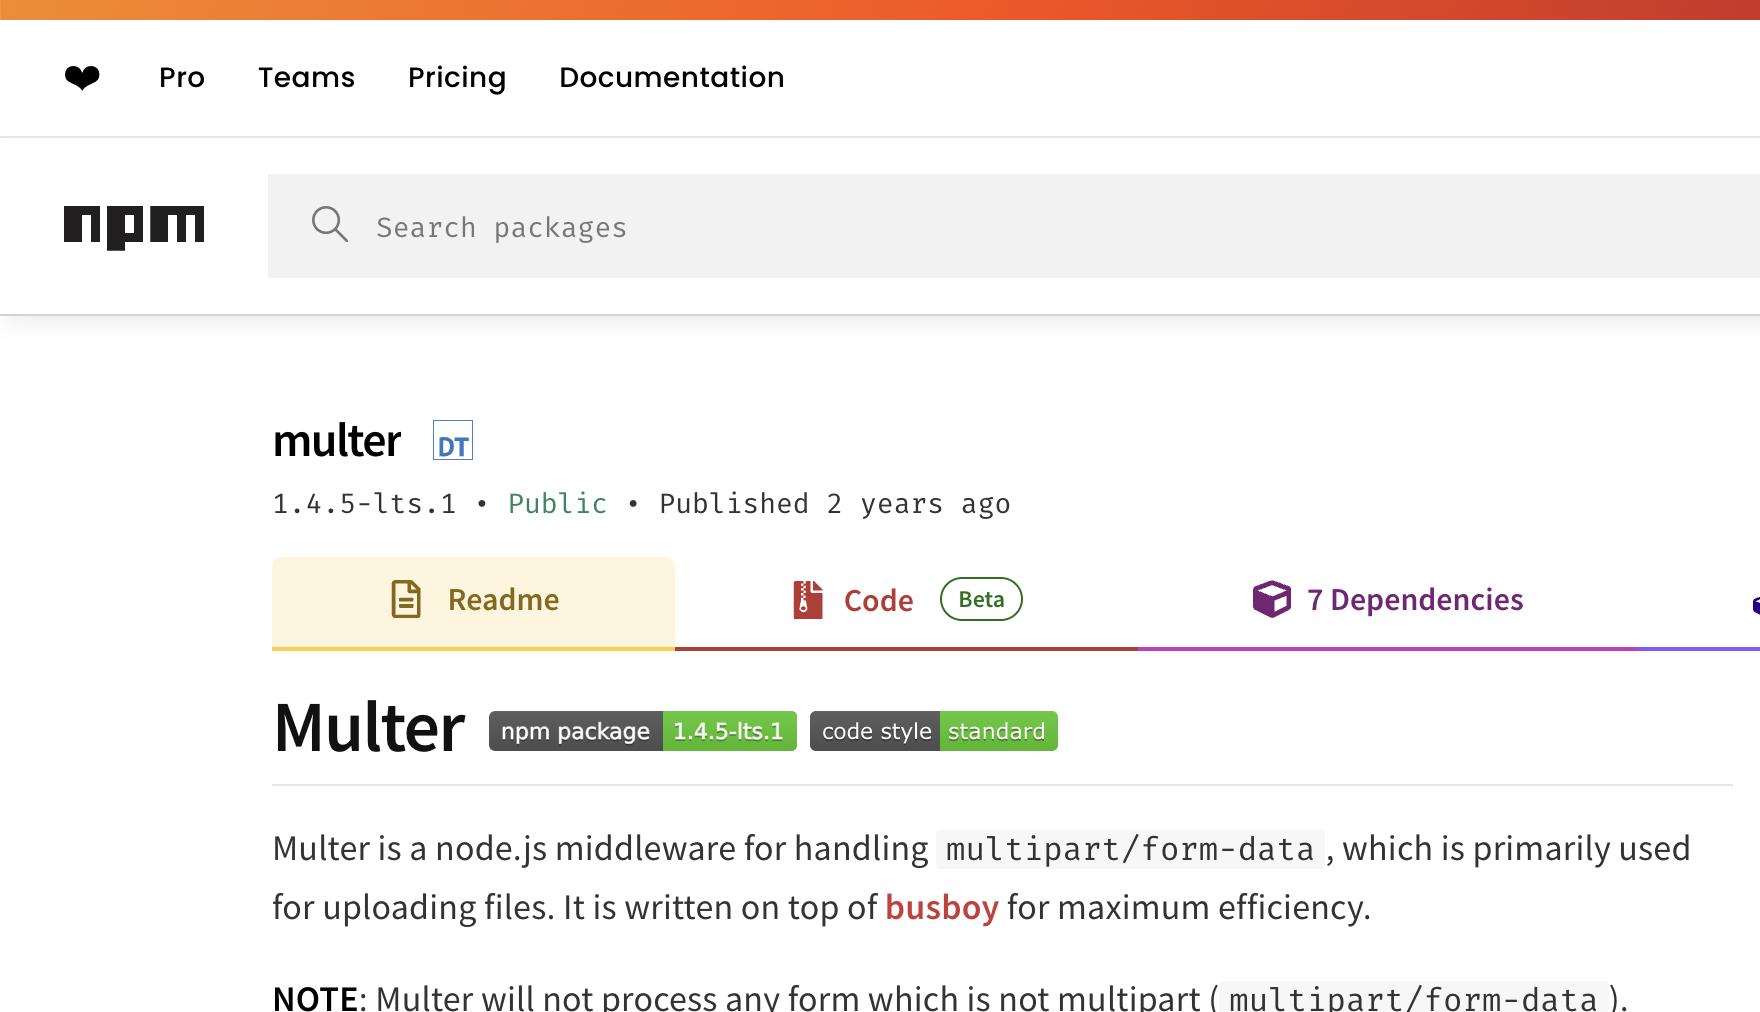 ❤ Pro Teams Pricing Documentation
npm Search packages
multer DT
1.4.5-lts.1 • Public • Published 2 years ago
Readme Code Beta 7 Dependencies
Multer npm package 1.4.5-lts.1 code style standard
Multer is a node.js middleware for handling multipart/form-data, which is primarily used
for uploading files. It is written on top of busboy for maximum efficiency.
NOTE: Multer will not process any form which is not multipart (multipart/form-data).